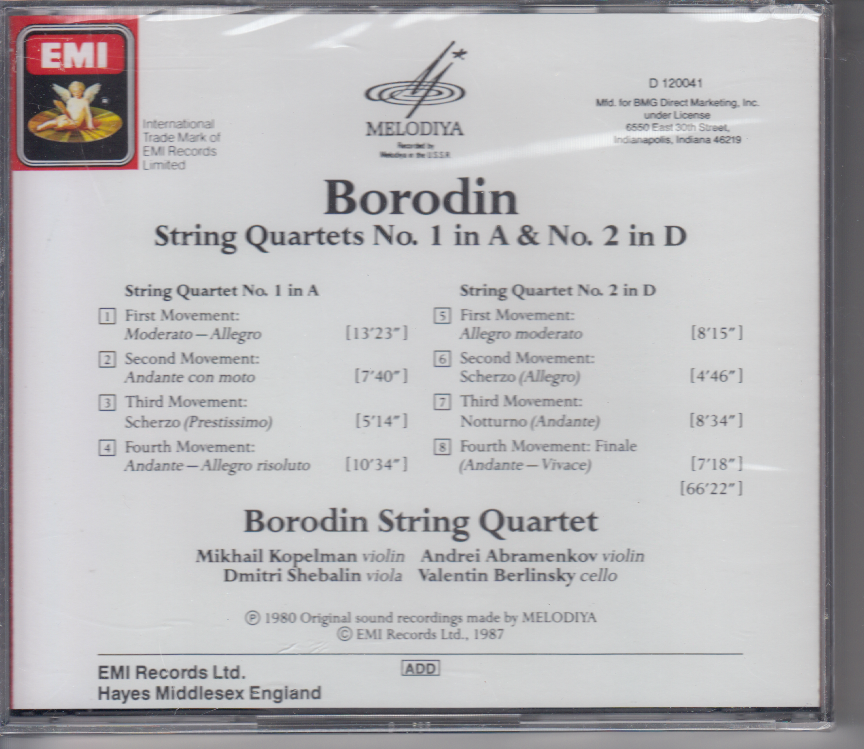 EMI
International
Trade Mark of
EMI Records
Limited
MELODIYA
Recorded by
Melodiya in the U.S.S.R.
D 120041
Mfd. for BMG Direct Marketing, Inc.
under License
6550 East 30th Street,
Indianapolis, Indiana 46219
Borodin
String Quartets No. 1 in A & No. 2 in D
String Quartet No. 1 in A
1 First Movement:
Moderato – Allegro [13'23"]
2 Second Movement:
Andante con moto [7'40"]
3 Third Movement:
Scherzo (Prestissimo) [5'14"]
4 Fourth Movement:
Andante – Allegro risoluto [10'34"]
String Quartet No. 2 in D
5 First Movement:
Allegro moderato [8'15"]
6 Second Movement:
Scherzo (Allegro) [4'46"]
7 Third Movement:
Notturno (Andante) [8'34"]
8 Fourth Movement: Finale
(Andante – Vivace) [7'18"]
[66'22"]
Borodin String Quartet
Mikhail Kopelman violin Andrei Abramenkov violin
Dmitri Shebalin viola Valentin Berlinsky cello
℗ 1980 Original sound recordings made by MELODIYA
© EMI Records Ltd., 1987
EMI Records Ltd.
Hayes Middlesex England
ADD